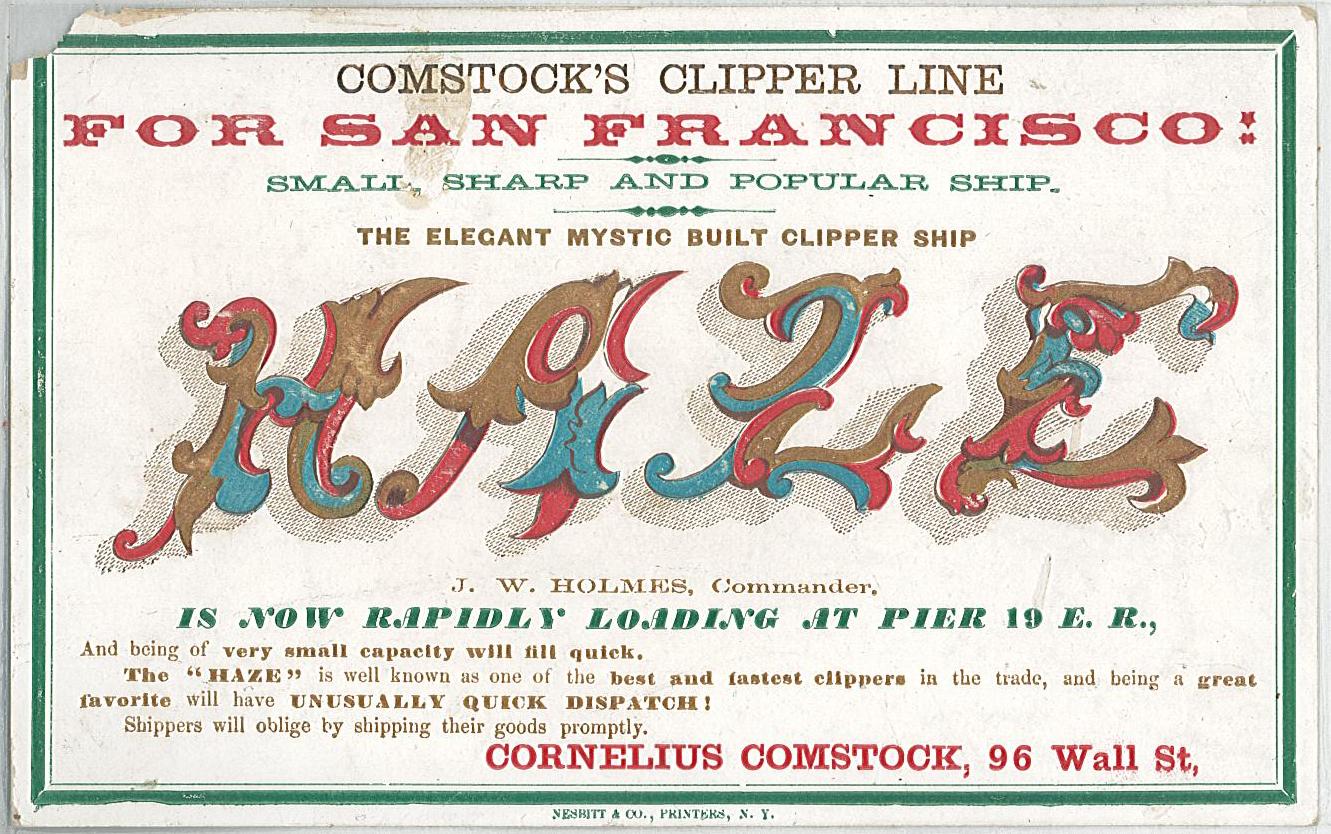 COMSTOCK'S CLIPPER LINE
FOR SAN FRANCISCO!
SMALL, SHARP AND POPULAR SHIP.
THE ELEGANT MYSTIC BUILT CLIPPER SHIP
HAZE
J. W. HOLMES, Commander,
IS NOW RAPIDLY LOADING AT PIER 19 E. R.,
And being of very small capacity will fill quick.
The "HAZE" is well known as one of the best and fastest clippers in the trade, and being a great
favorite will have UNUSUALLY QUICK DISPATCH!
Shippers will oblige by shipping their goods promptly.
CORNELIUS COMSTOCK, 96 Wall St,
NESBITT & CO., PRINTERS, N. Y.